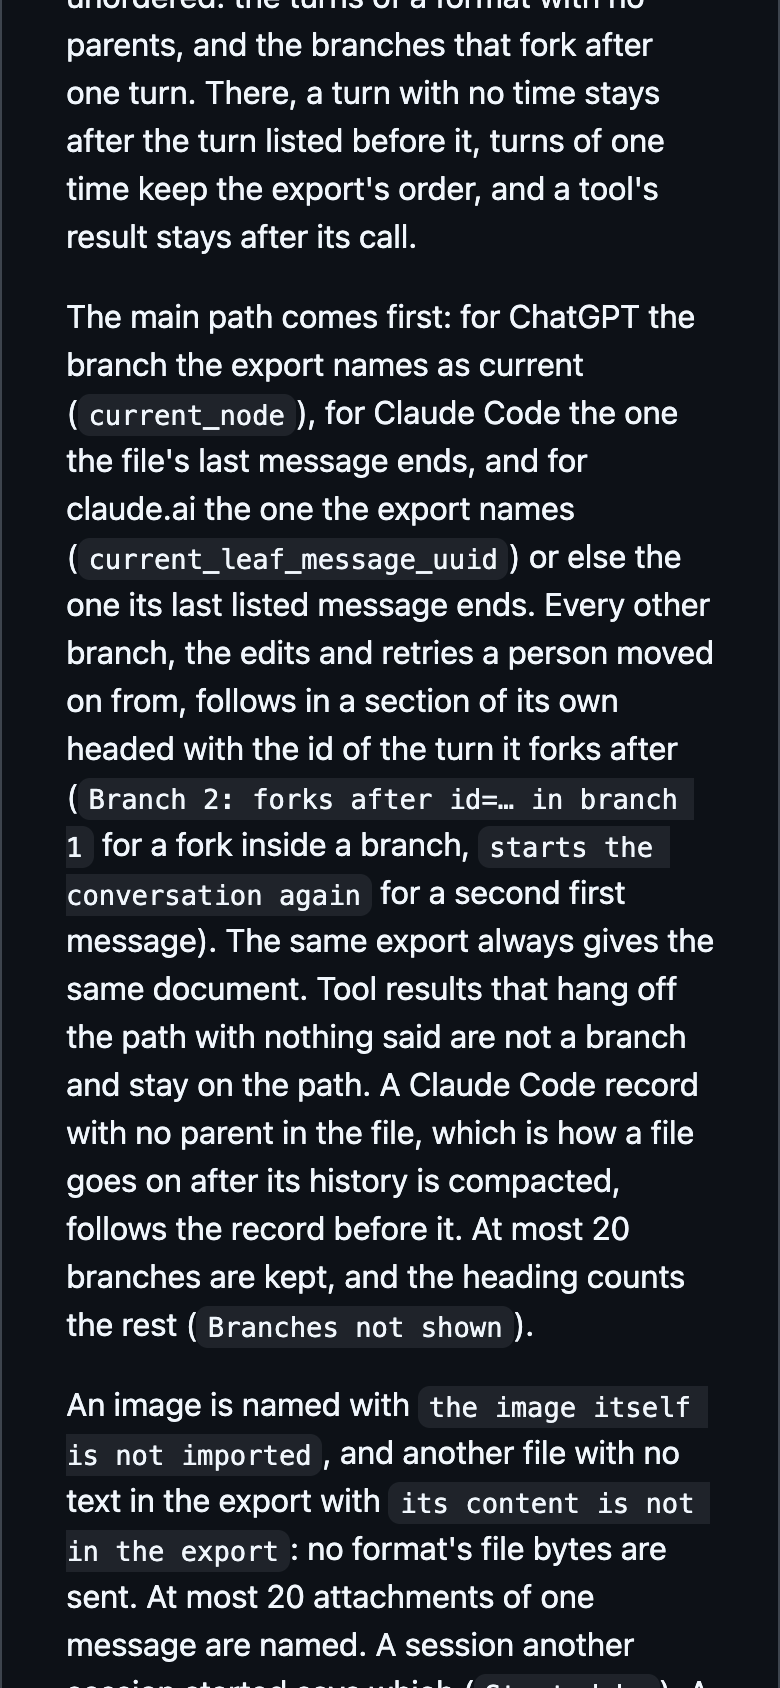 unordered: the turns of a format with no
parents, and the branches that fork after
one turn. There, a turn with no time stays
after the turn listed before it, turns of one
time keep the export's order, and a tool's
result stays after its call.
The main path comes first: for ChatGPT the
branch the export names as current
(current_node), for Claude Code the one
the file's last message ends, and for
claude.ai the one the export names
(current_leaf_message_uuid) or else the
one its last listed message ends. Every other
branch, the edits and retries a person moved
on from, follows in a section of its own
headed with the id of the turn it forks after
(Branch 2: forks after id=… in branch
1 for a fork inside a branch, starts the
conversation again for a second first
message). The same export always gives the
same document. Tool results that hang off
the path with nothing said are not a branch
and stay on the path. A Claude Code record
with no parent in the file, which is how a file
goes on after its history is compacted,
follows the record before it. At most 20
branches are kept, and the heading counts
the rest (Branches not shown).
An image is named with the image itself
is not imported, and another file with no
text in the export with its content is not
in the export: no format's file bytes are
sent. At most 20 attachments of one
message are named. A session another
session started says which (